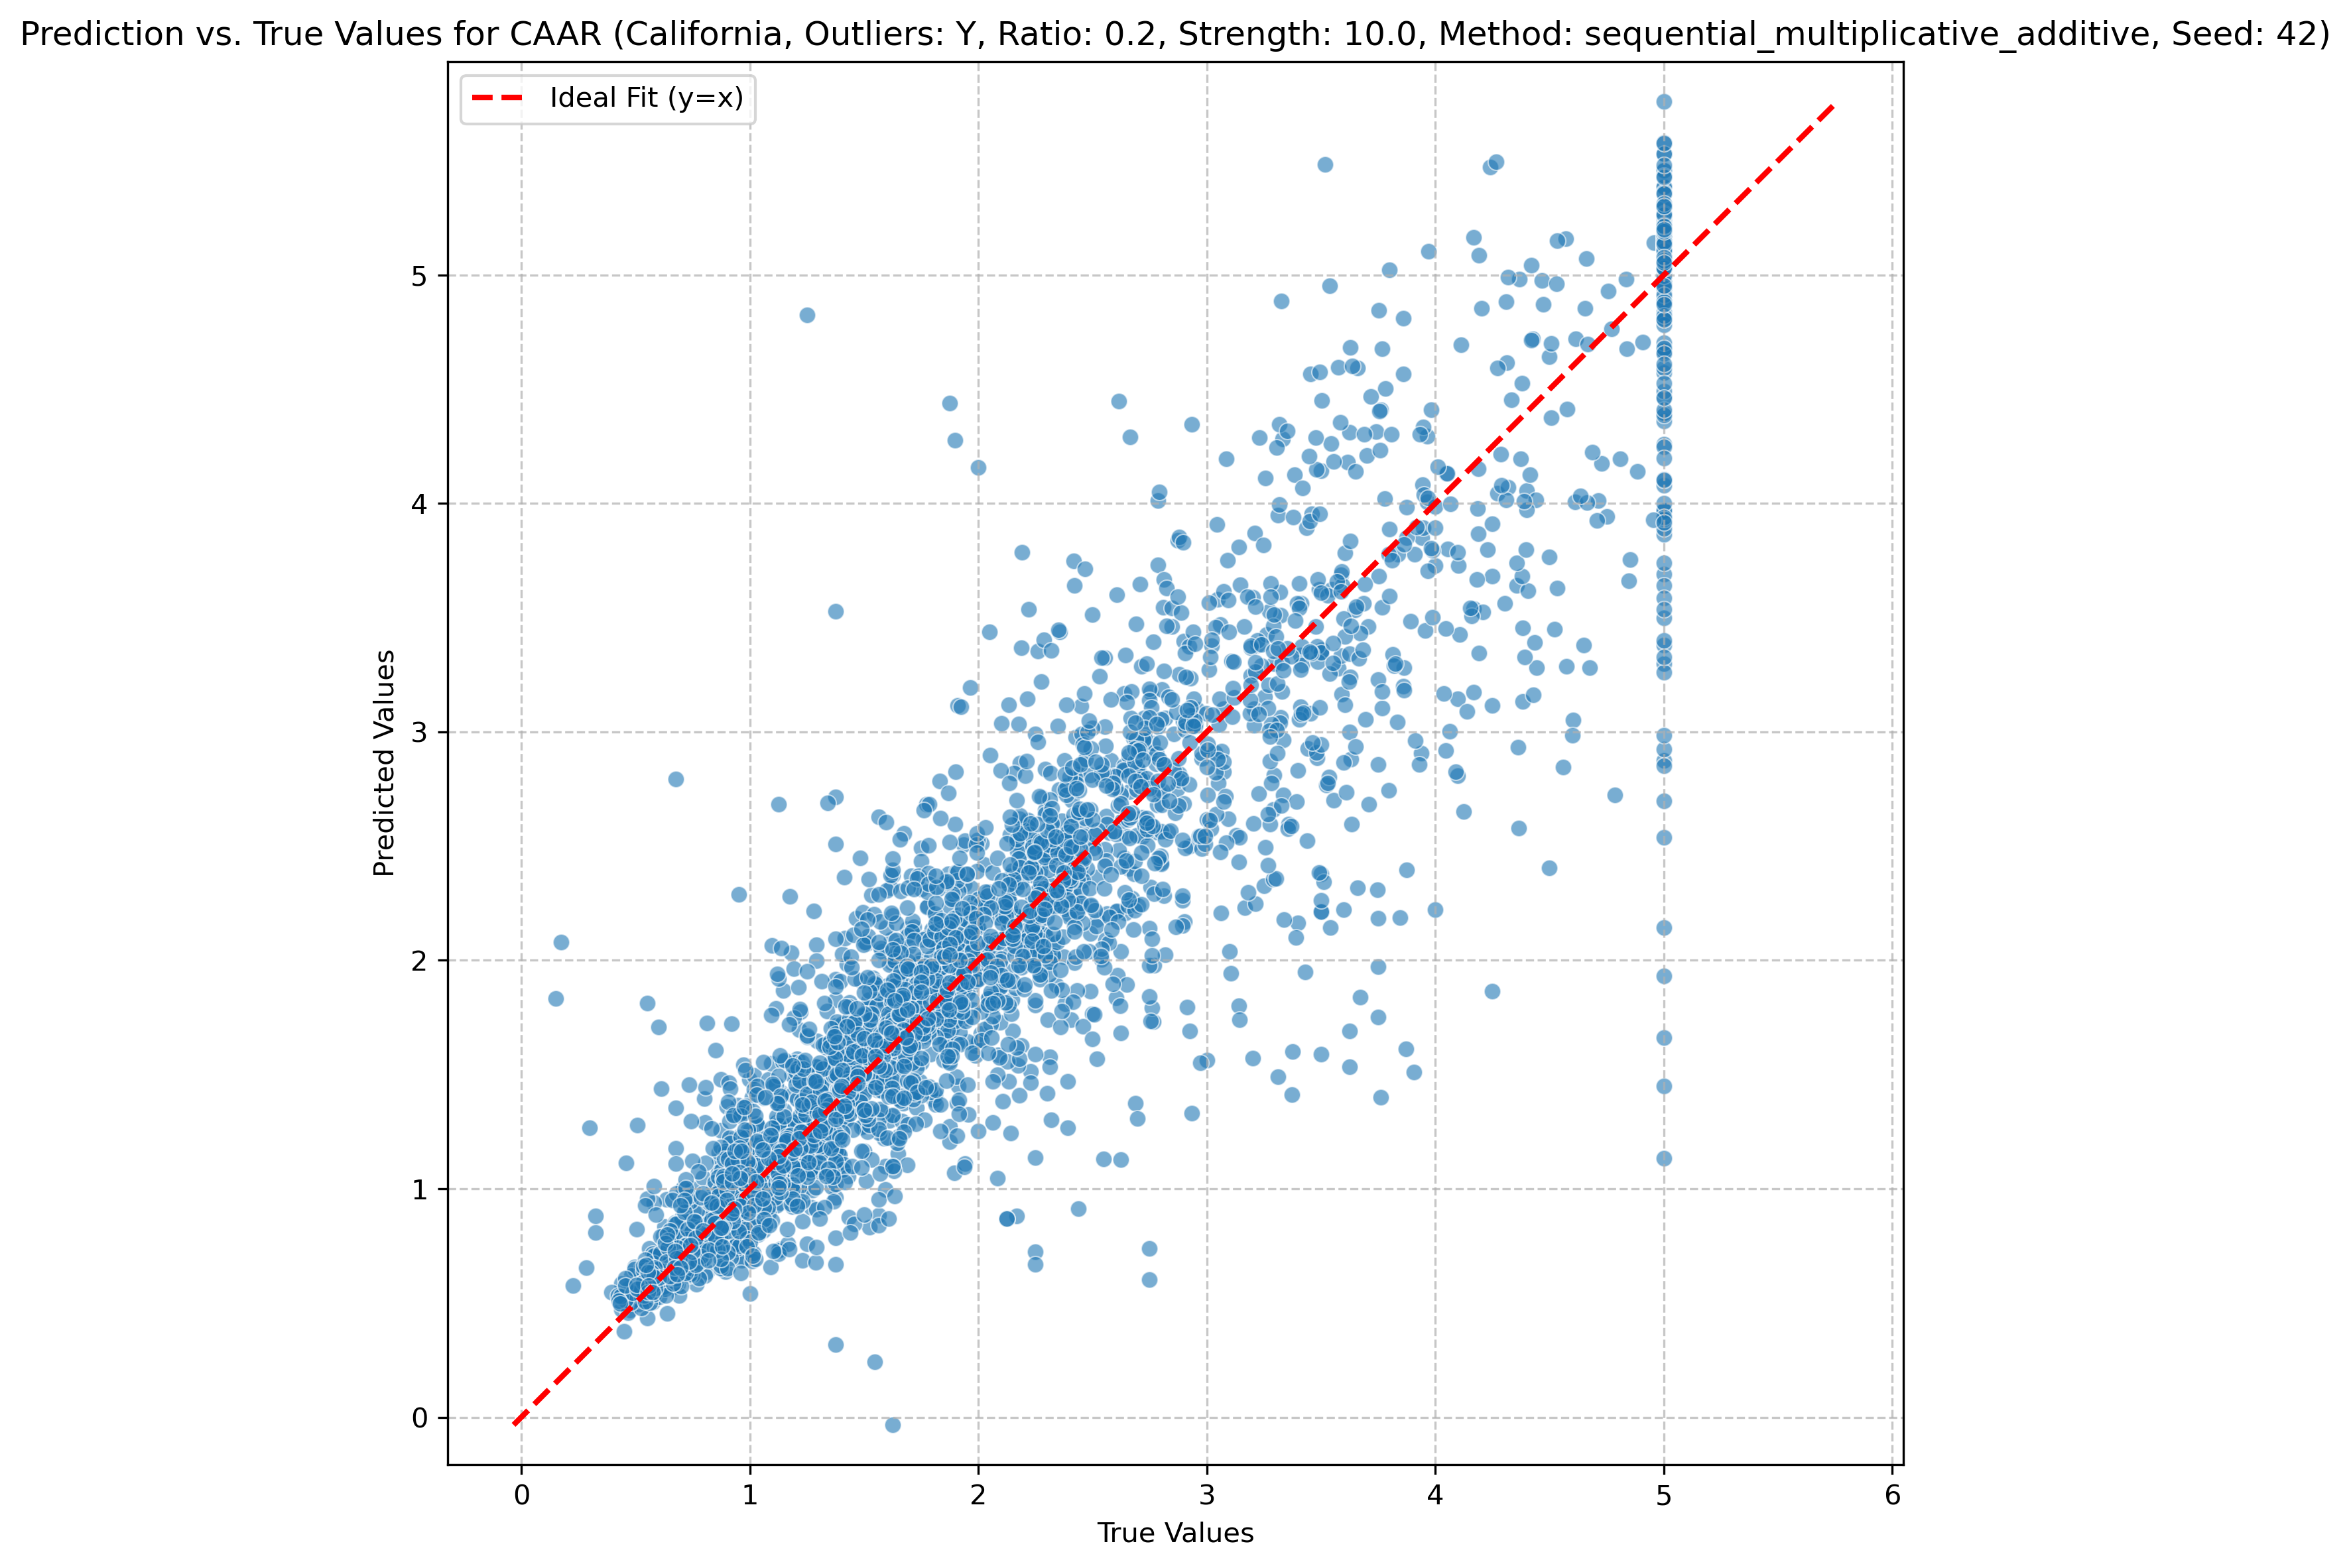 Prediction vs. True Values for CAAR (California, Outliers: Y, Ratio: 0.2, Strength: 10.0, Method: sequential_multiplicative_additive, Seed: 42)
Ideal Fit (y=x)
5
4
3
2
1
0
Predicted Values
0 1 2 3 4 5 6
True Values